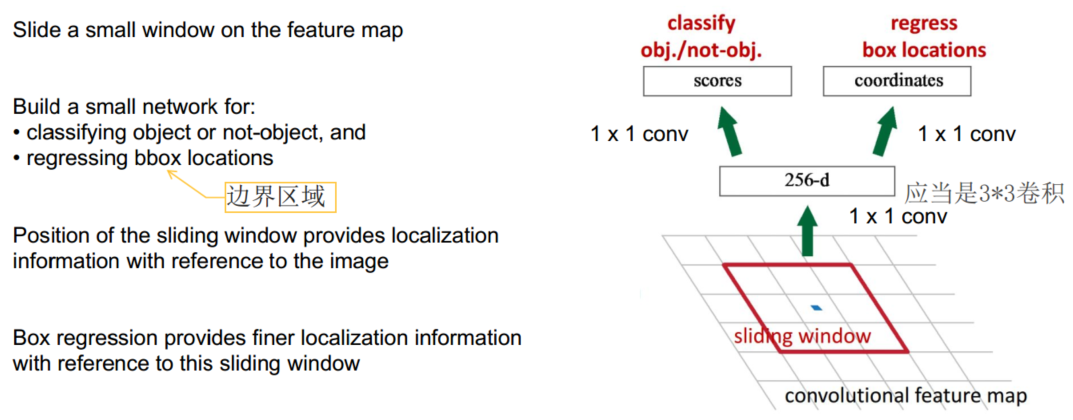 Slide a small window on the feature map
Build a small network for:
• classifying object or not-object, and
• regressing bbox locations
边界区域
Position of the sliding window provides localization
information with reference to the image
Box regression provides finer localization information
with reference to this sliding window
classify
obj./not-obj.
regress
box locations
scores
coordinates
1 x 1 conv
1 x 1 conv
256-d
应当是3*3卷积
1 x 1 conv
sliding window
convolutional feature map